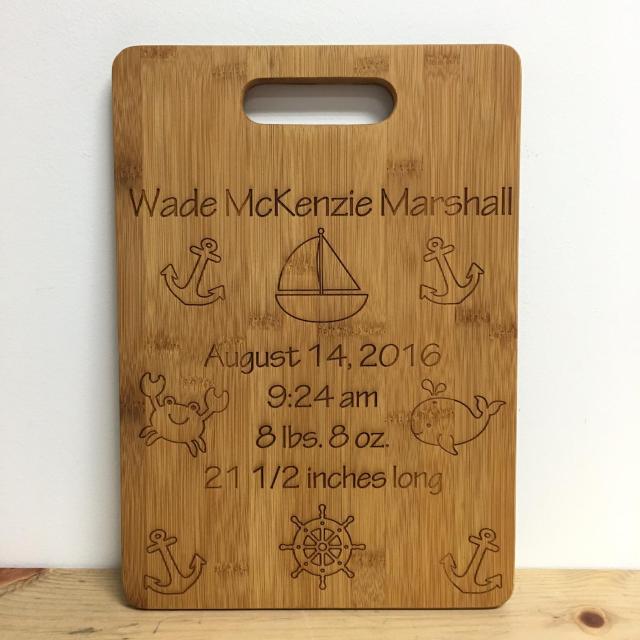 Wade McKenzie Marshall
August 14, 2016
9:24 am
8 lbs. 8 oz.
21 1/2 inches long